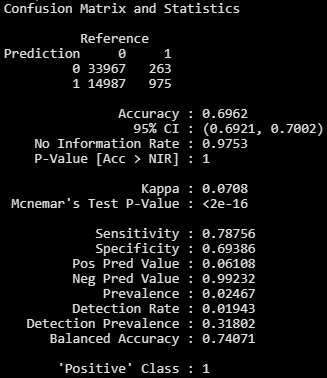 Confusion Matrix and Statistics
Reference
Prediction 0 1
0 33967 263
1 14987 975
Accuracy : 0.6962
95% CI : (0.6921, 0.7002)
No Information Rate : 0.9753
P-Value [Acc > NIR] : 1
Kappa : 0.0708
Mcnemar's Test P-Value : <2e-16
Sensitivity : 0.78756
Specificity : 0.69386
Pos Pred Value : 0.06108
Neg Pred Value : 0.99232
Prevalence : 0.02467
Detection Rate : 0.01943
Detection Prevalence : 0.31802
Balanced Accuracy : 0.74071
'Positive' Class : 1